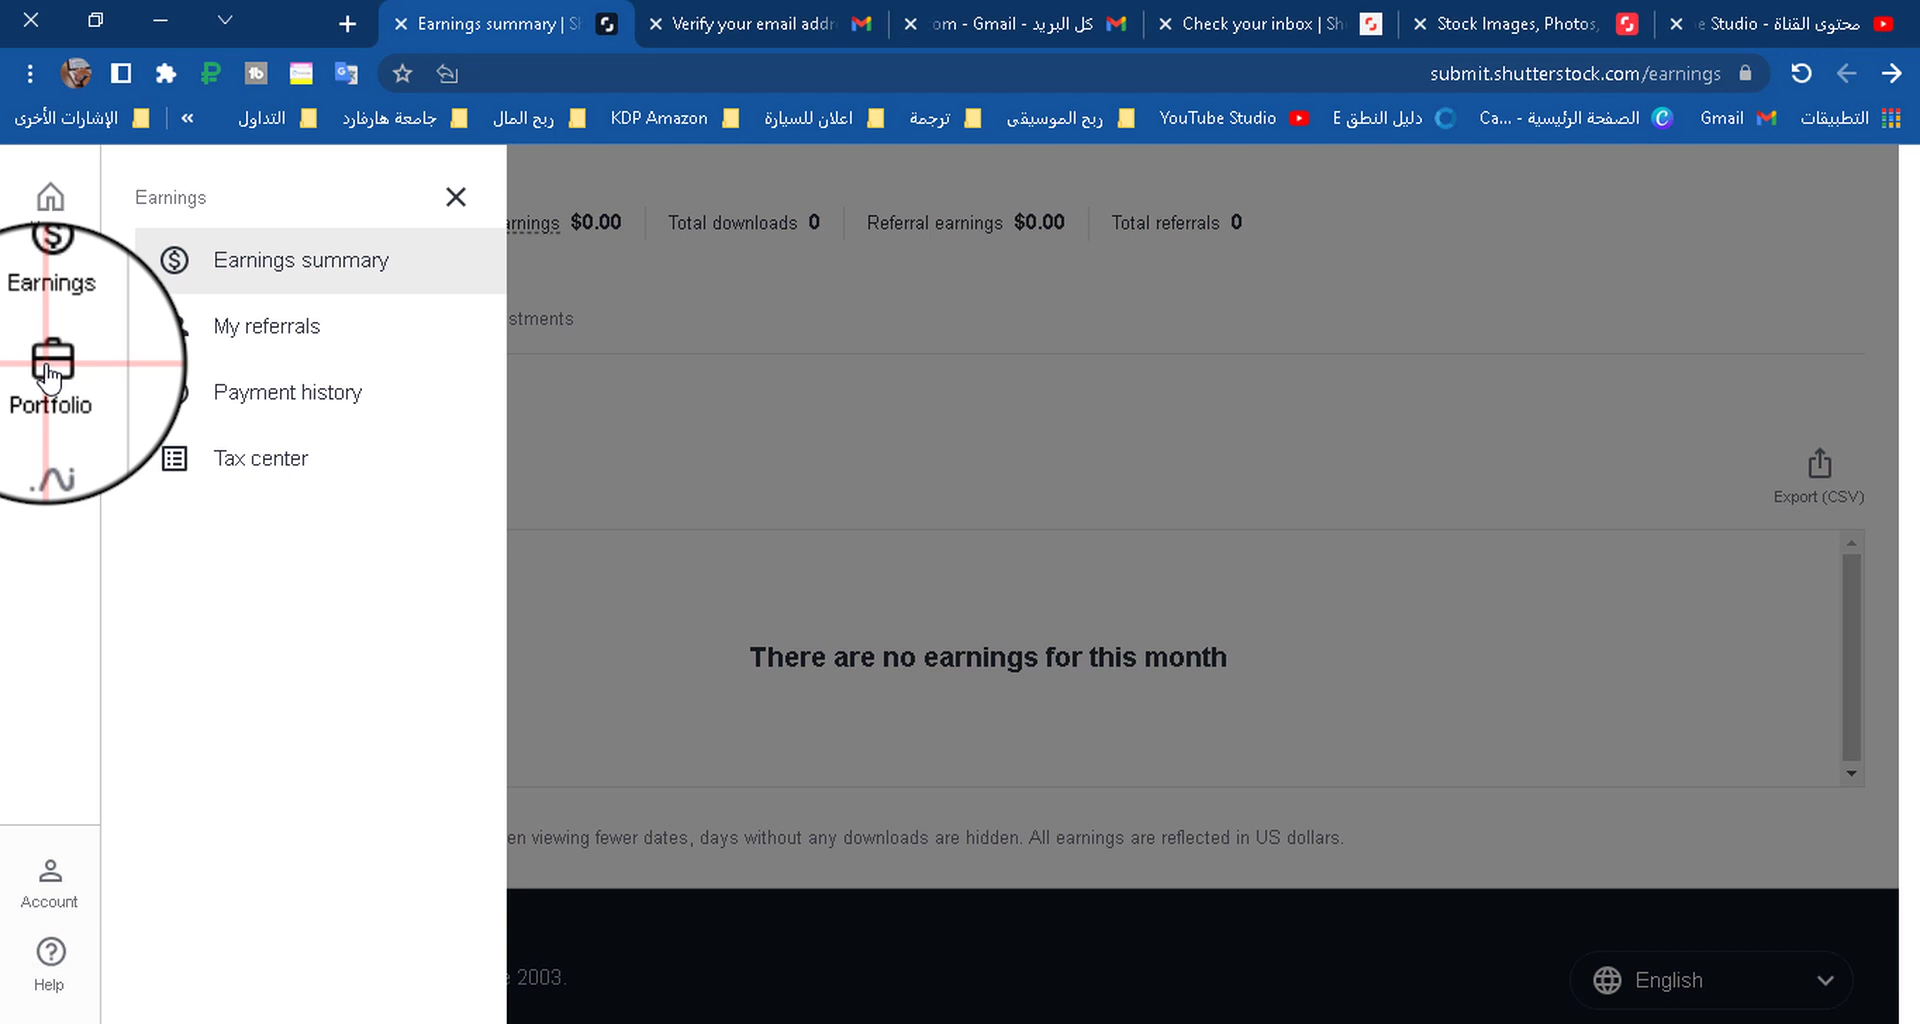 Earnings summary | Sh
Verify your email addr
om - Gmail - كل البريد
Check your inbox | Sh
Stock Images, Photos,
e Studio - محتوى القناة
submit.shutterstock.com/earnings
التطبيقات
Gmail
الصفحة الرئيسية - Ca...
دليل النطق E
YouTube Studio
ربح الموسيقى
ترجمة
اعلان للسيارة
KDP Amazon
ربح المال
جامعة هارفارد
التداول
»
الإشارات الأخرى
Earnings
Earnings summary
My referrals
Payment history
Tax center
Earnings
Portfolio
Account
Help
rnings $0.00
Total downloads 0
Referral earnings $0.00
Total referrals 0
stments
Export (CSV)
There are no earnings for this month
en viewing fewer dates, days without any downloads are hidden. All earnings are reflected in US dollars.
e 2003.
English